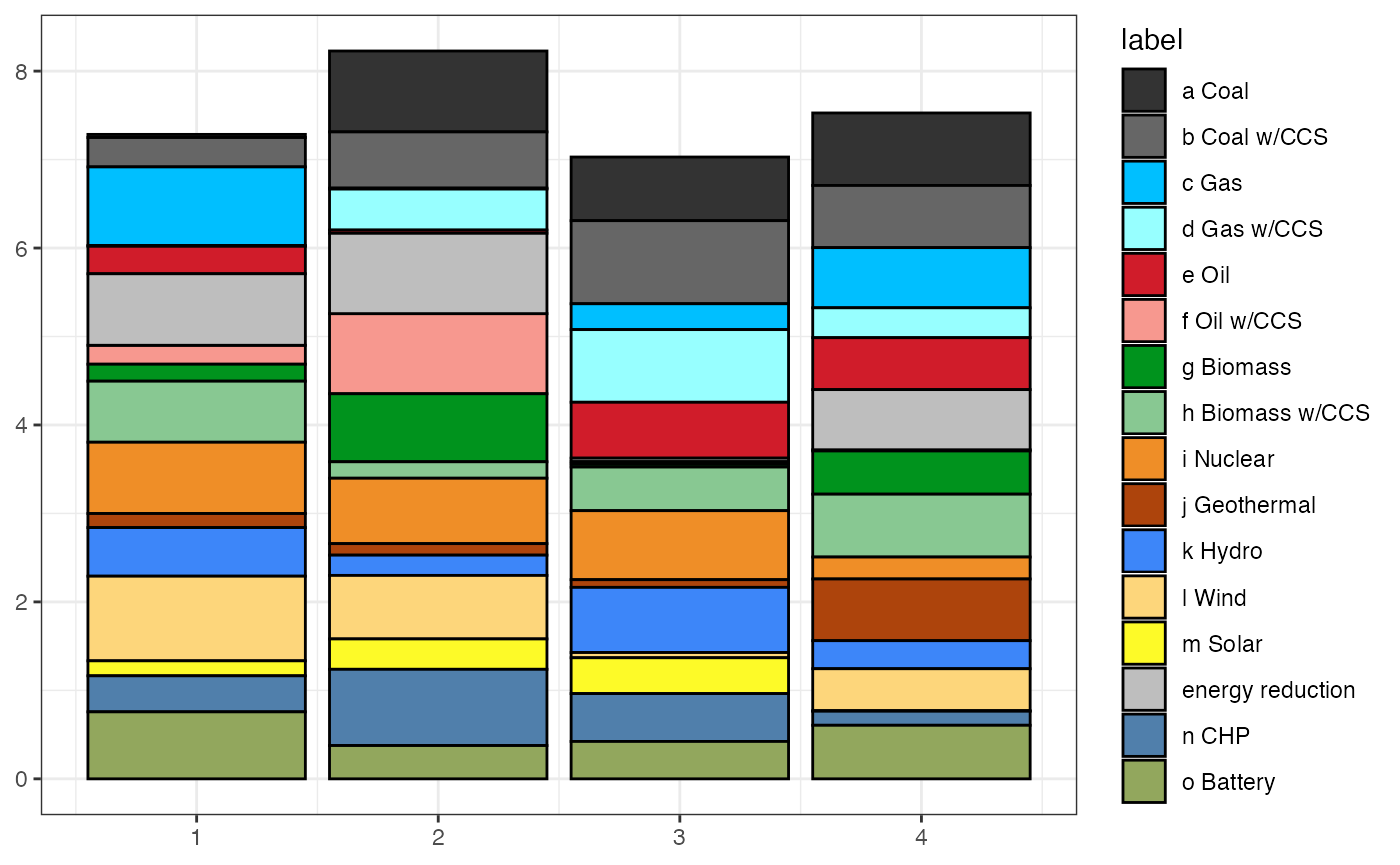 8
6
4
2
0
1
2
3
4
label
a Coal
b Coal w/CCS
c Gas
d Gas w/CCS
e Oil
f Oil w/CCS
g Biomass
h Biomass w/CCS
i Nuclear
j Geothermal
k Hydro
l Wind
m Solar
energy reduction
n CHP
o Battery